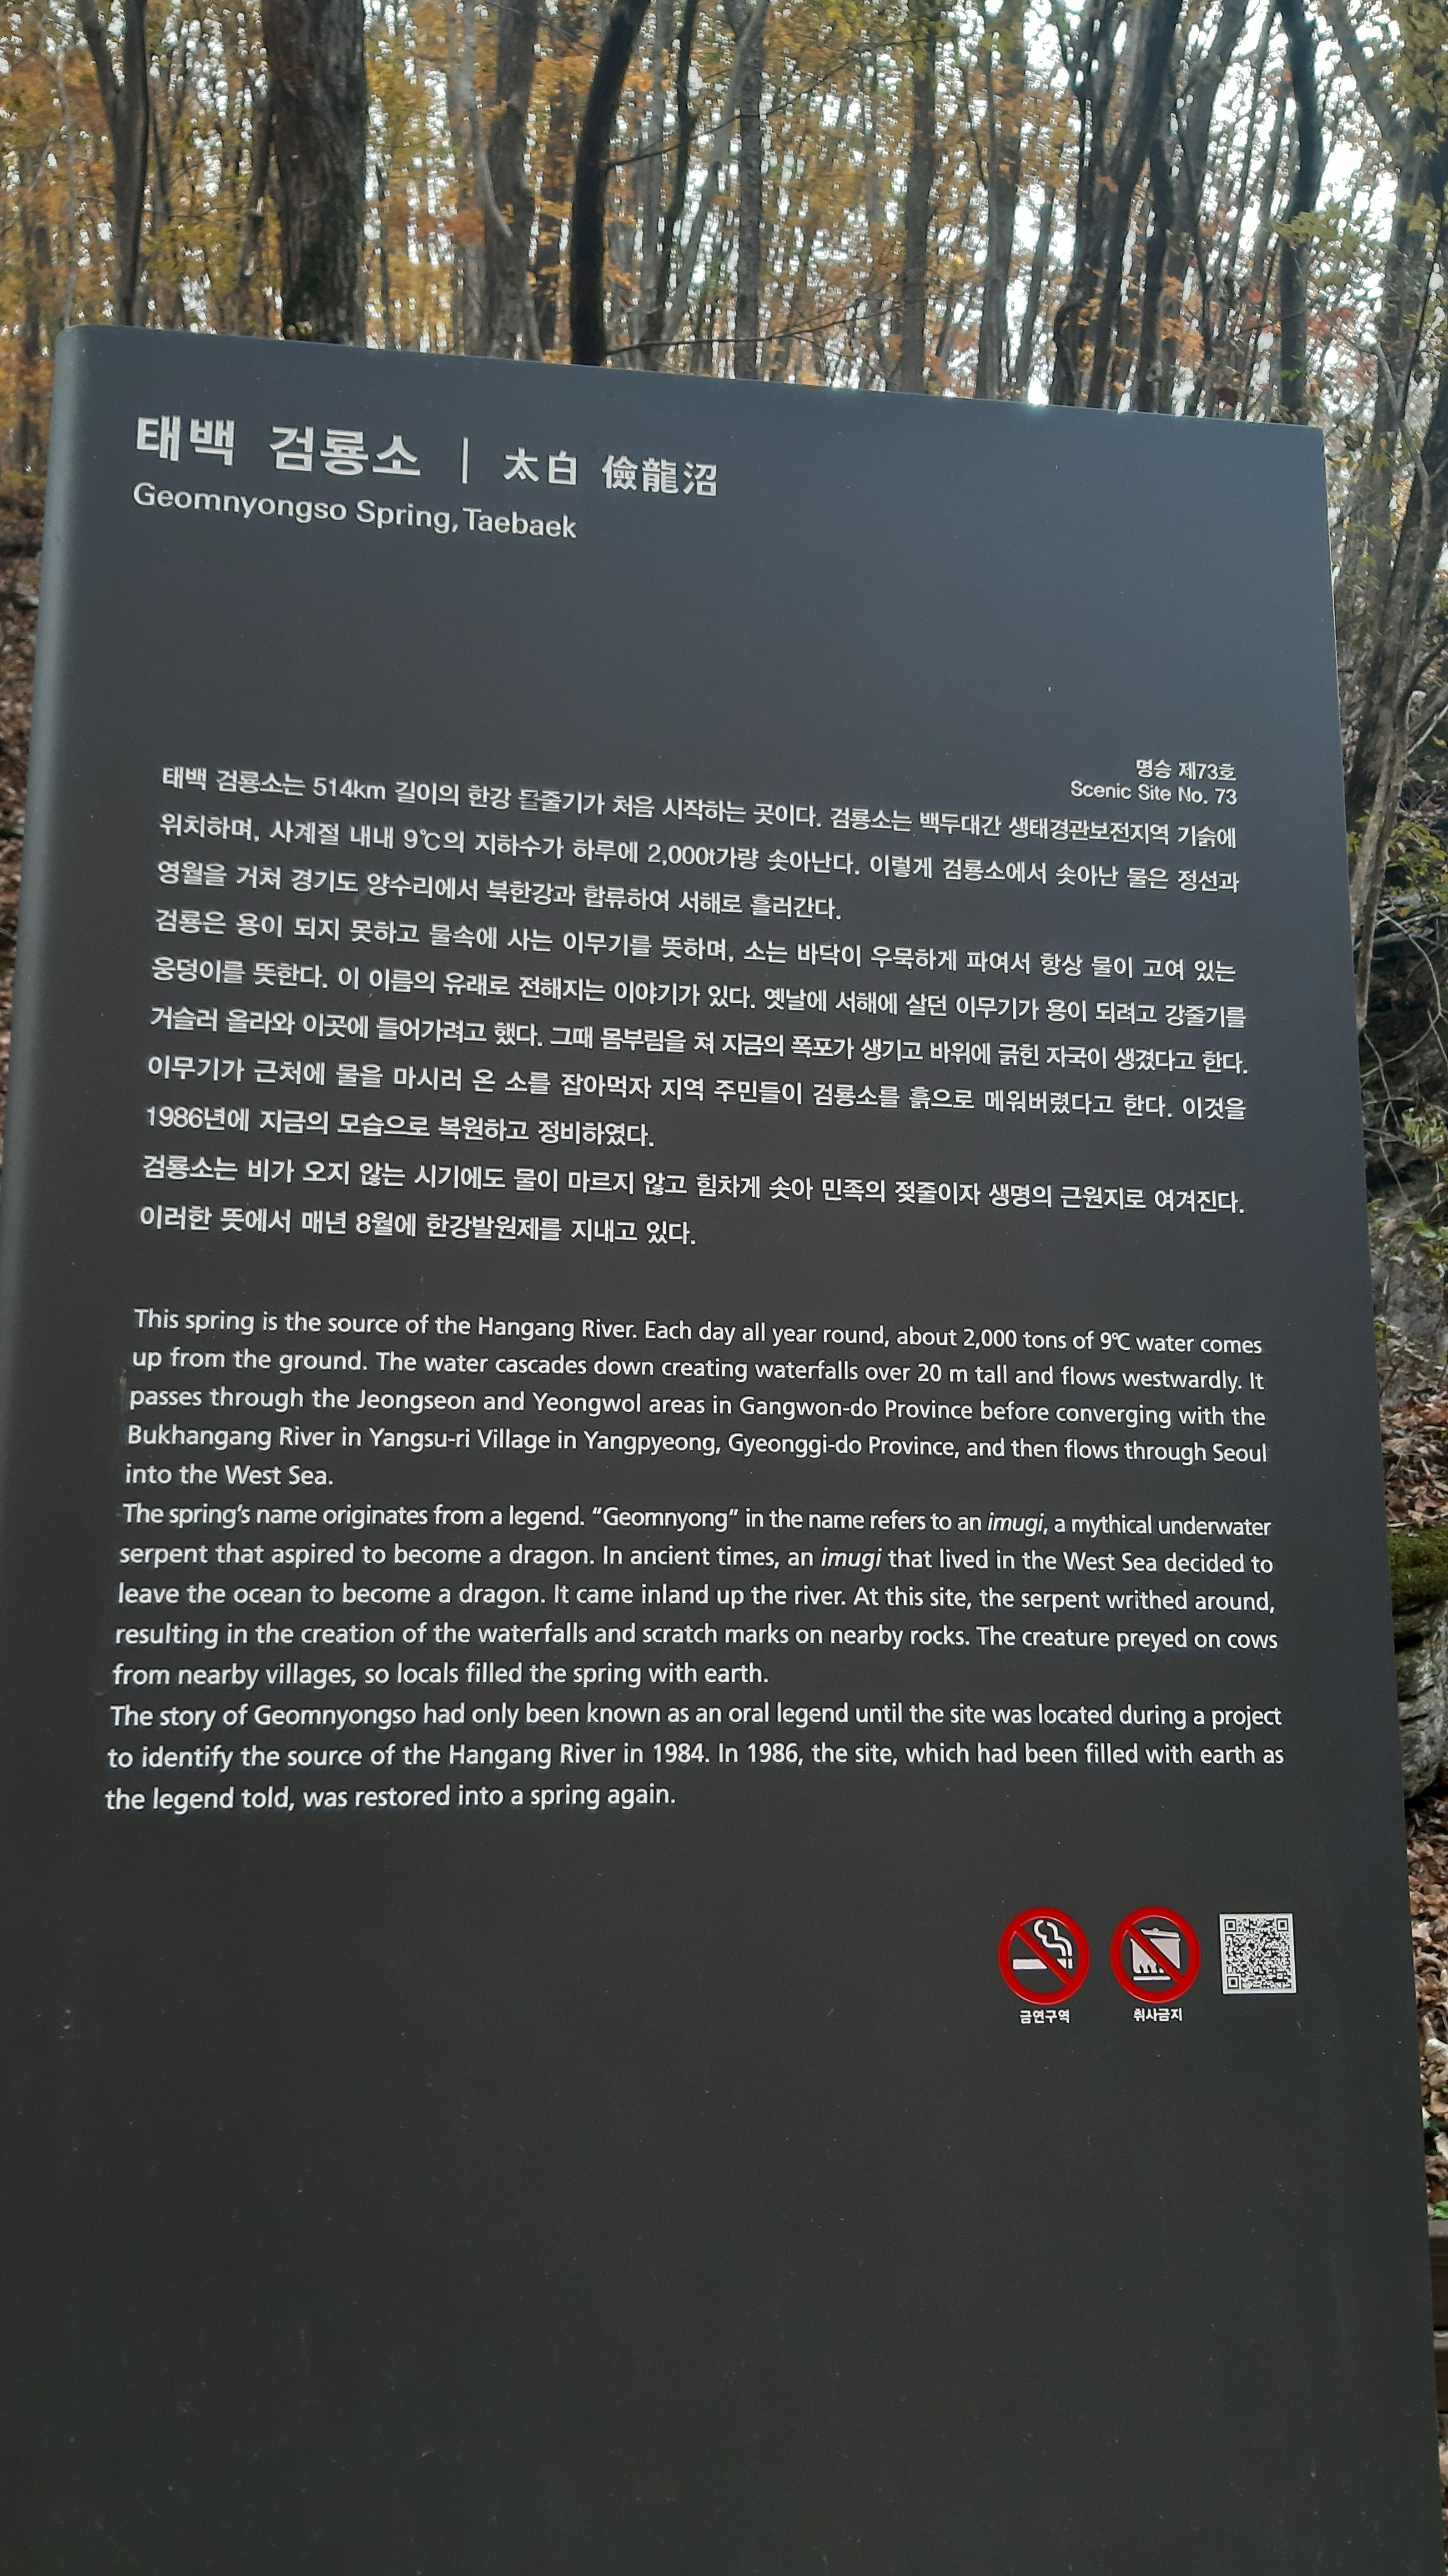 태백 검룡소 | 太白 儉龍沼
Geomnyongso Spring, Taebaek
명승 제73호
Scenic Site No. 73
태백 검룡소는 514km 길이의 한강 물줄기가 처음 시작하는 곳이다. 검룡소는 백두대간 생태경관보전지역 기슭에
위치하며, 사계절 내내 9℃의 지하수가 하루에 2,000t가량 솟아난다. 이렇게 검룡소에서 솟아난 물은 정선과
영월을 거쳐 경기도 양수리에서 북한강과 합류하여 서해로 흘러간다.
검룡은 용이 되지 못하고 물속에 사는 이무기를 뜻하며, 소는 바닥이 우묵하게 파여서 항상 물이 고여 있는
웅덩이를 뜻한다. 이 이름의 유래로 전해지는 이야기가 있다. 옛날에 서해에 살던 이무기가 용이 되려고 강줄기를
거슬러 올라와 이곳에 들어가려고 했다. 그때 몸부림을 쳐 지금의 폭포가 생기고 바위에 긁힌 자국이 생겼다고 한다.
이무기가 근처에 물을 마시러 온 소를 잡아먹자 지역 주민들이 검룡소를 흙으로 메워버렸다고 한다. 이것을
1986년에 지금의 모습으로 복원하고 정비하였다.
검룡소는 비가 오지 않는 시기에도 물이 마르지 않고 힘차게 솟아 민족의 젖줄이자 생명의 근원지로 여겨진다.
이러한 뜻에서 매년 8월에 한강발원제를 지내고 있다.
This spring is the source of the Hangang River. Each day all year round, about 2,000 tons of 9℃ water comes
up from the ground. The water cascades down creating waterfalls over 20 m tall and flows westwardly. It
passes through the Jeongseon and Yeongwol areas in Gangwon-do Province before converging with the
Bukhangang River in Yangsu-ri Village in Yangpyeong, Gyeonggi-do Province, and then flows through Seoul
into the West Sea.
The spring's name originates from a legend. “Geomnyong” in the name refers to an imugi, a mythical underwater
serpent that aspired to become a dragon. In ancient times, an imugi that lived in the West Sea decided to
leave the ocean to become a dragon. It came inland up the river. At this site, the serpent writhed around,
resulting in the creation of the waterfalls and scratch marks on nearby rocks. The creature preyed on cows
from nearby villages, so locals filled the spring with earth.
The story of Geomnyongso had only been known as an oral legend until the site was located during a project
to identify the source of the Hangang River in 1984. In 1986, the site, which had been filled with earth as
the legend told, was restored into a spring again.
금연구역 취사금지